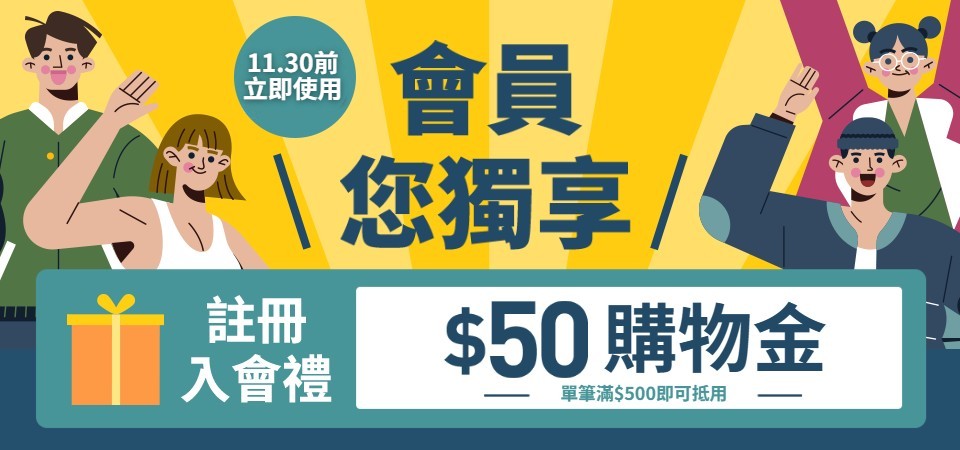 11.30前
立即使用
會員
您獨享
註冊
入會禮
$50 購物金
單筆滿$500即可抵用